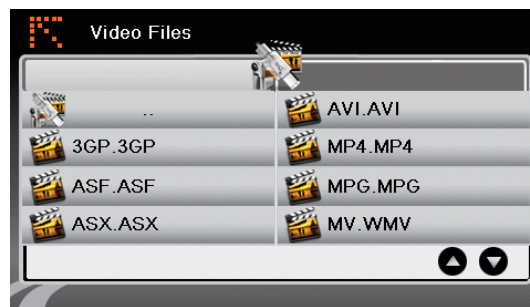 Video Files
..
AVI.AVI
3GP.3GP
MP4.MP4
ASF.ASF
MPG.MPG
ASX.ASX
MV.WMV